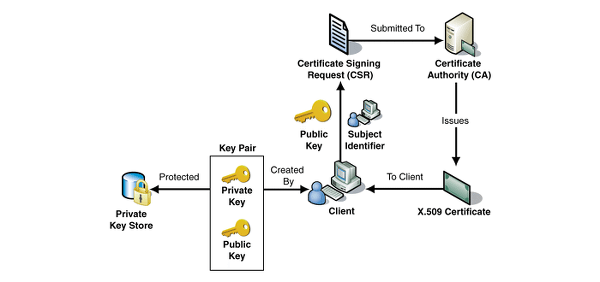 Submitted To
Certificate Signing
Request (CSR)
Certificate
Authority (CA)
Public
Key
Subject
Identifier
Issues
Key Pair
Protected
Private
Key
Created
By
To Client
Private
Key Store
Client
X.509 Certificate
Public
Key